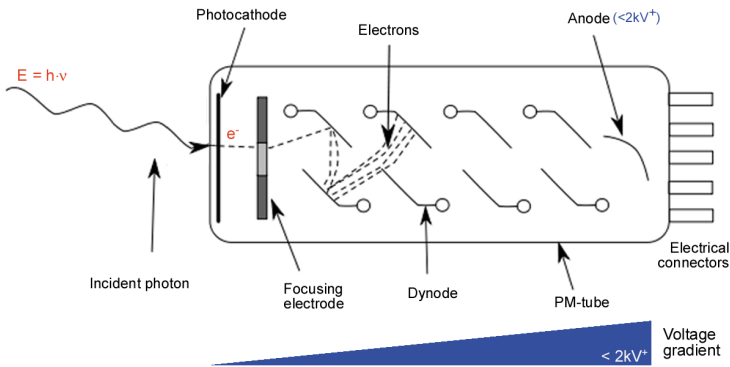 Photocathode
Electrons
Anode (<2kV⁺)
E = h·ν
e⁻
Incident photon
Focusing
electrode
Dynode
PM-tube
Electrical
connectors
Voltage
gradient
< 2kV⁺